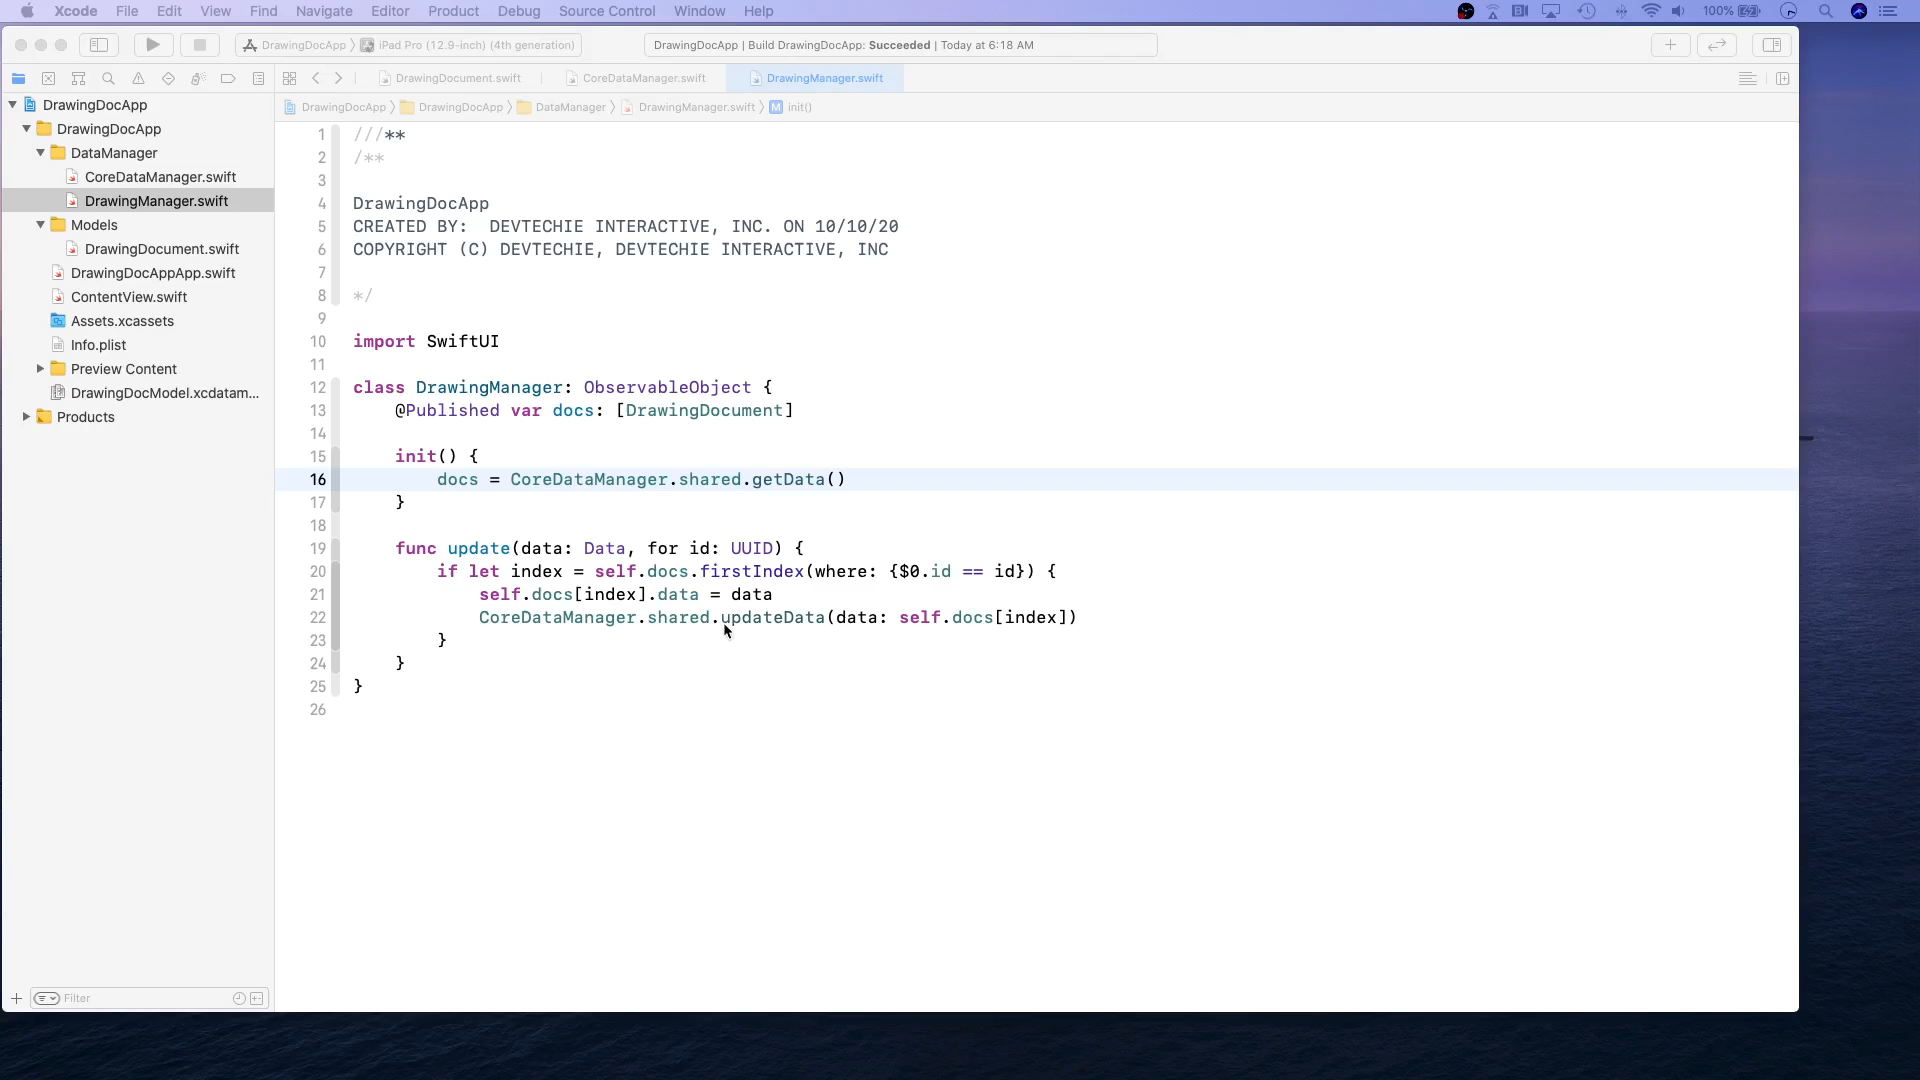 Xcode File Edit View Find Navigate Editor Product Debug Source Control Window Help 100%
DrawingDocApp iPad Pro (12.9-inch) (4th generation) DrawingDocApp | Build DrawingDocApp: Succeeded | Today at 6:18 AM
DrawingDocument.swift CoreDataManager.swift DrawingManager.swift
DrawingDocApp DrawingDocApp DataManager DrawingManager.swift M init()
DrawingDocApp
DrawingDocApp
DataManager
CoreDataManager.swift
DrawingManager.swift
Models
DrawingDocument.swift
DrawingDocAppApp.swift
ContentView.swift
Assets.xcassets
Info.plist
Preview Content
DrawingDocModel.xcdatam...
Products
Filter
1 ///**
2 /**
3
4 DrawingDocApp
5 CREATED BY:  DEVTECHIE INTERACTIVE, INC. ON 10/10/20
6 COPYRIGHT (C) DEVTECHIE, DEVTECHIE INTERACTIVE, INC
7
8 */
9
10 import SwiftUI
11
12 class DrawingManager: ObservableObject {
13     @Published var docs: [DrawingDocument]
14
15     init() {
16         docs = CoreDataManager.shared.getData()
17     }
18
19     func update(data: Data, for id: UUID) {
20         if let index = self.docs.firstIndex(where: {$0.id == id}) {
21             self.docs[index].data = data
22             CoreDataManager.shared.updateData(data: self.docs[index])
23         }
24     }
25 }
26